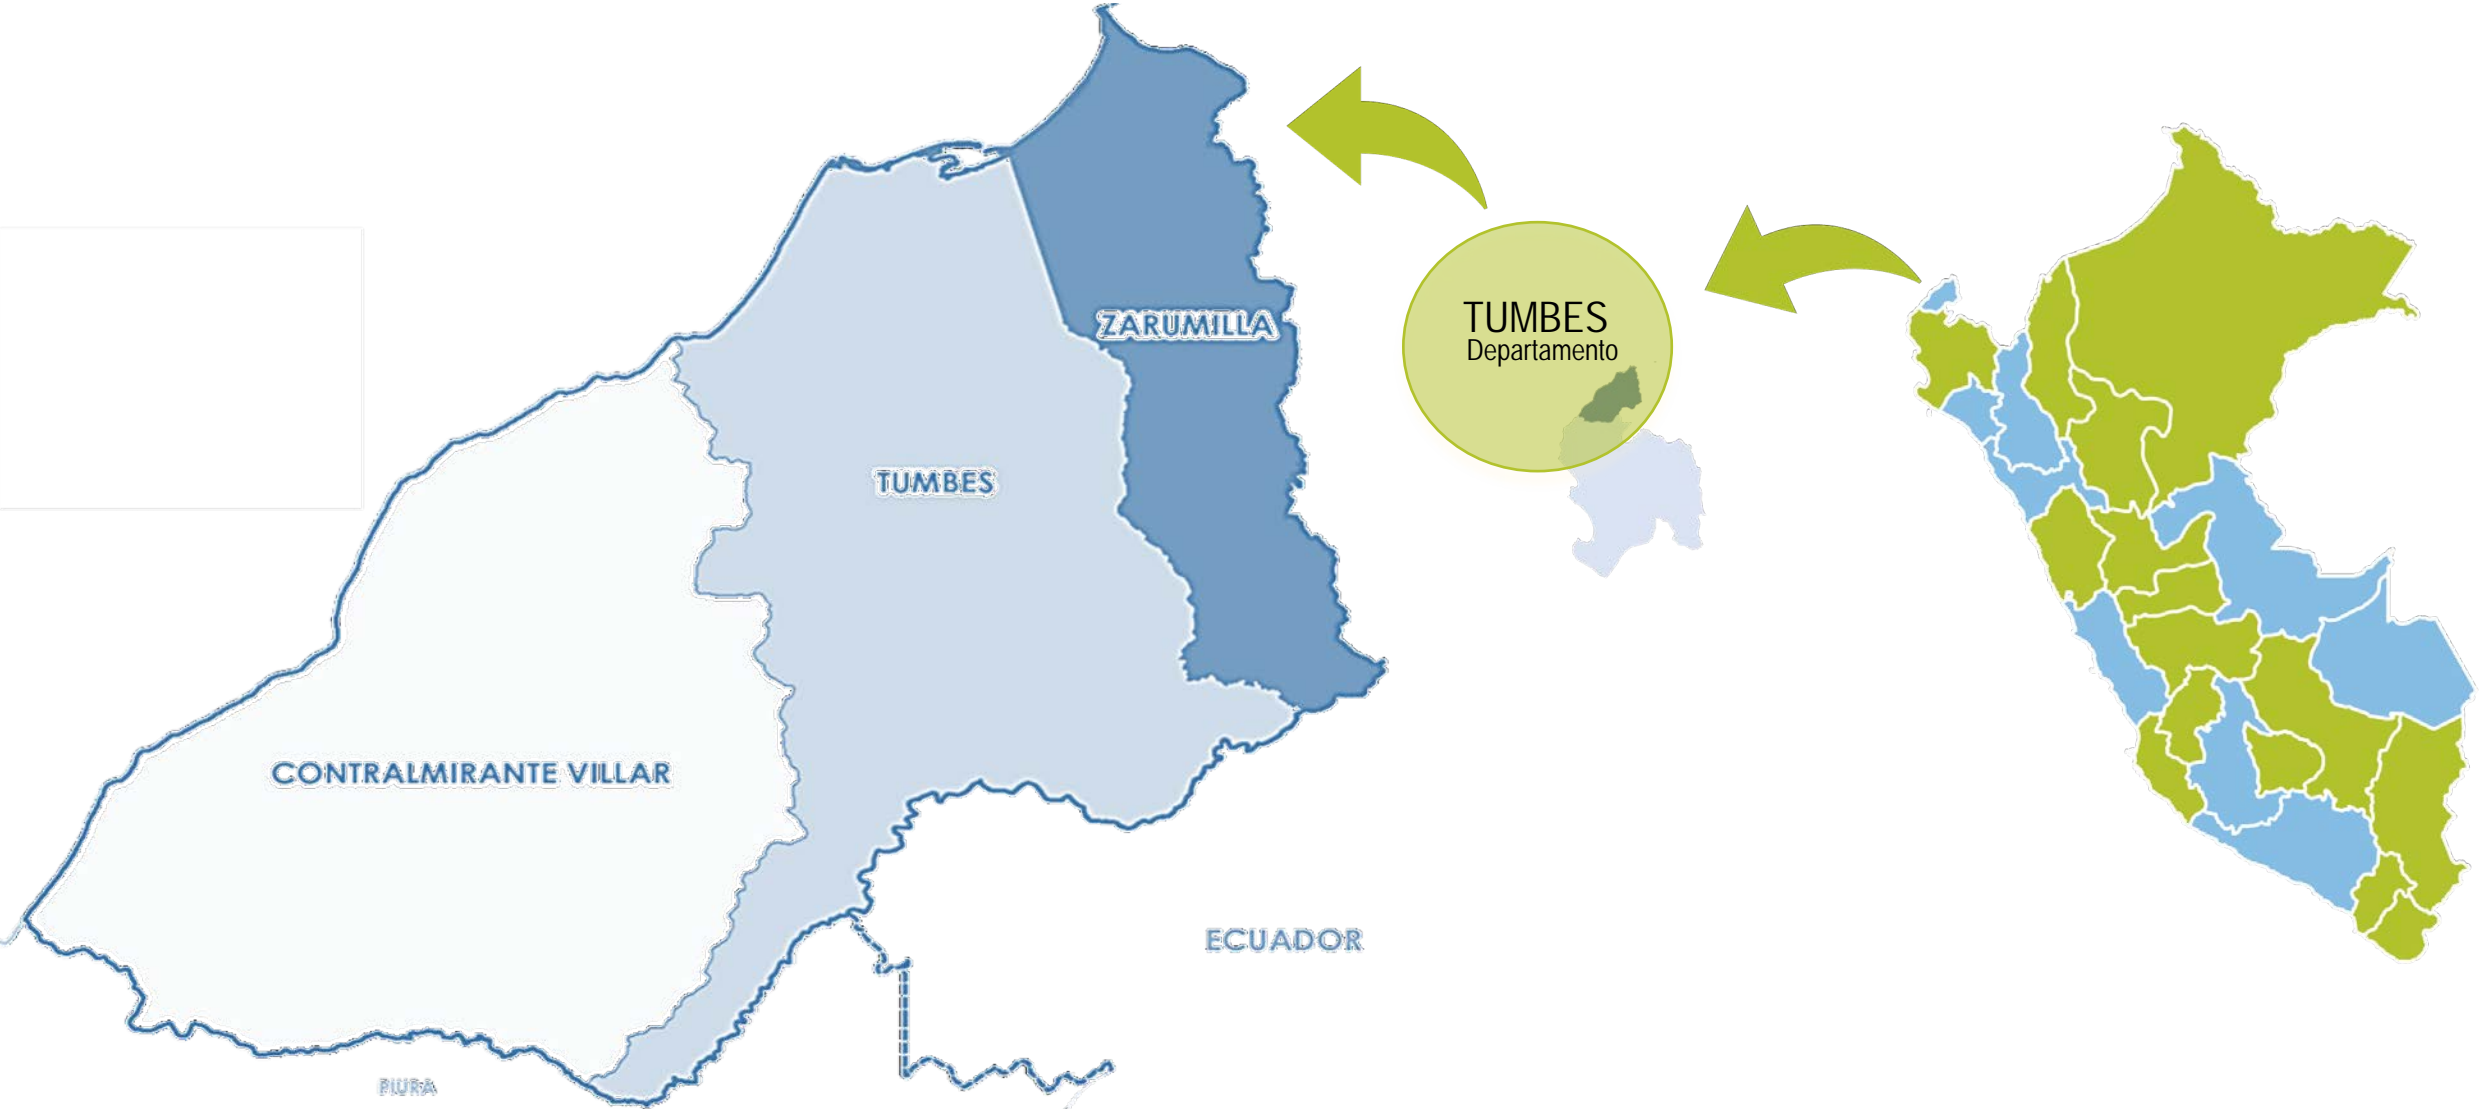 ZARUMILLA
TUMBES
Departamento
TUMBES
CONTRALMIRANTE VILLAR
ECUADOR
PIURA